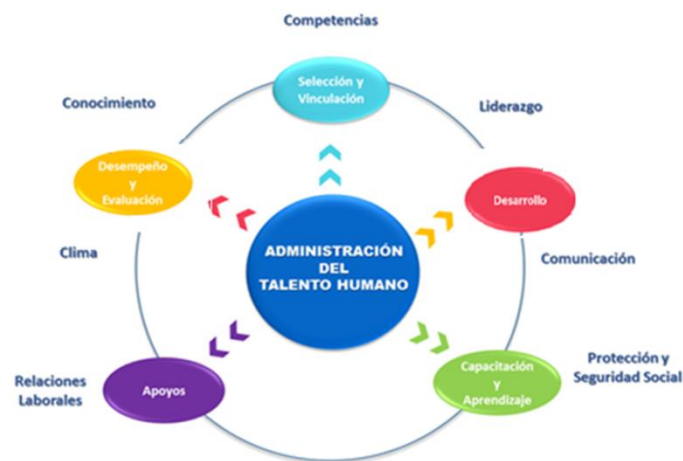 Competencias
Selección y
Vinculación
Conocimiento
Liderazgo
Desempeño
y
Evaluación
Desarrollo
Clima
ADMINISTRACIÓN
DEL
TALENTO HUMANO
Comunicación
Relaciones
Laborales
Apoyos
Capacitación
y
Aprendizaje
Protección y
Seguridad Social